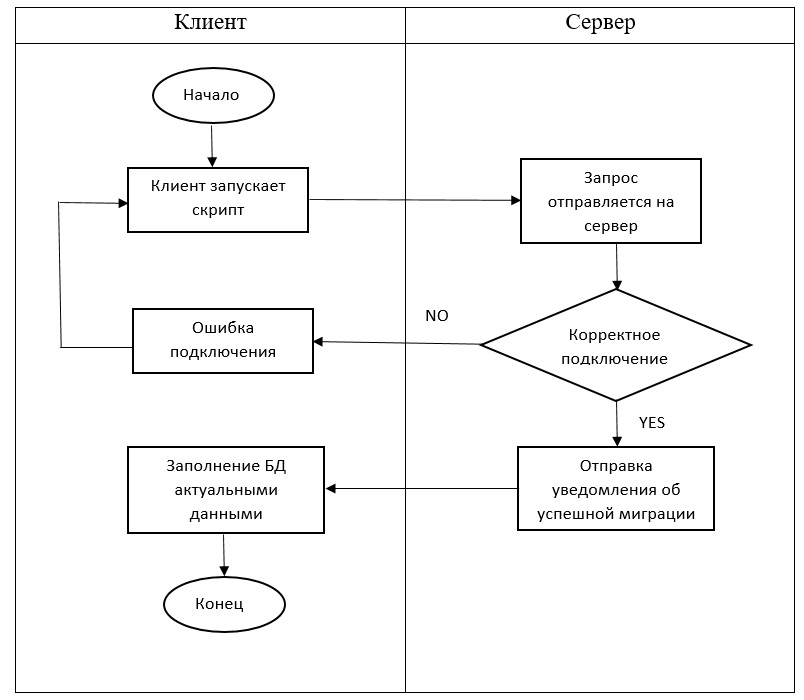 Клиент
Сервер
Начало
Клиент запускает
скрипт
Запрос
отправляется на
сервер
Корректное
подключение
NO
Ошибка
подключения
YES
Отправка
уведомления об
успешной миграции
Заполнение БД
актуальными
данными
Конец